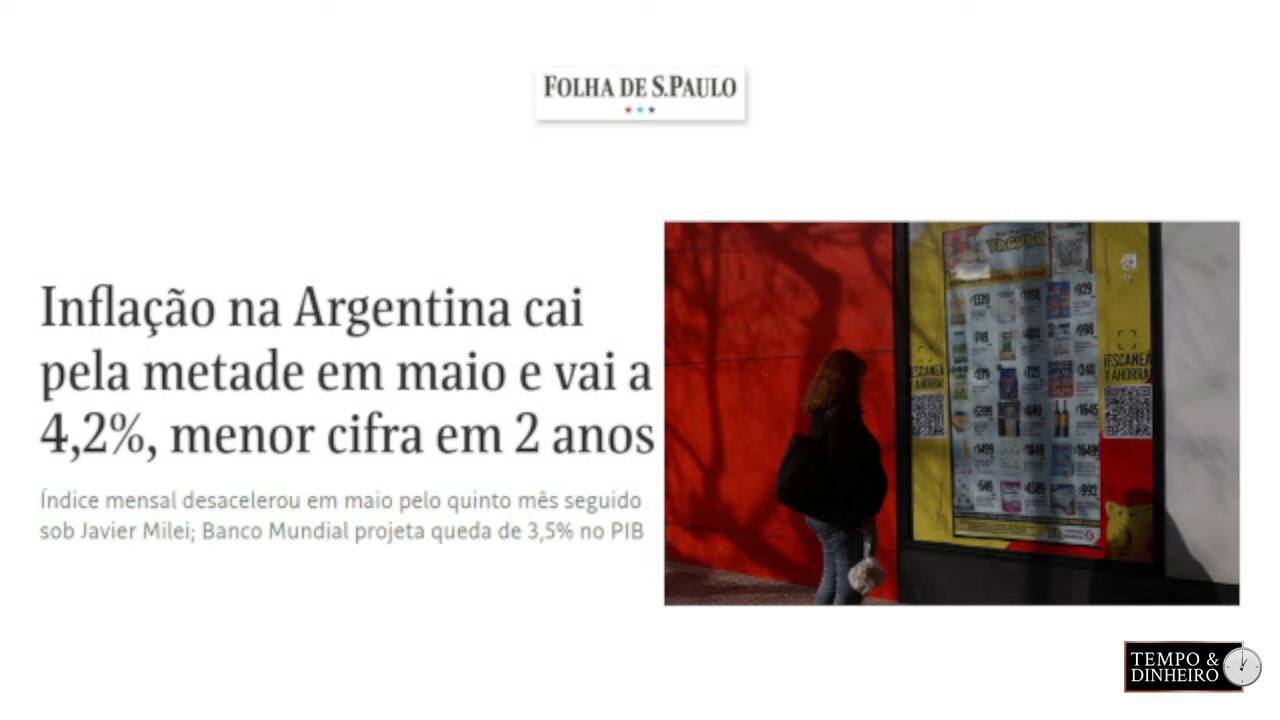 FOLHA DE S.PAULO
Inflação na Argentina cai
pela metade em maio e vai a
4,2%, menor cifra em 2 anos
Índice mensal desacelerou em maio pelo quinto mês seguido
sob Javier Milei; Banco Mundial projeta queda de 3,5% no PIB
¡ESCANEA
Y AHORRA!
TEMPO &
DINHEIRO